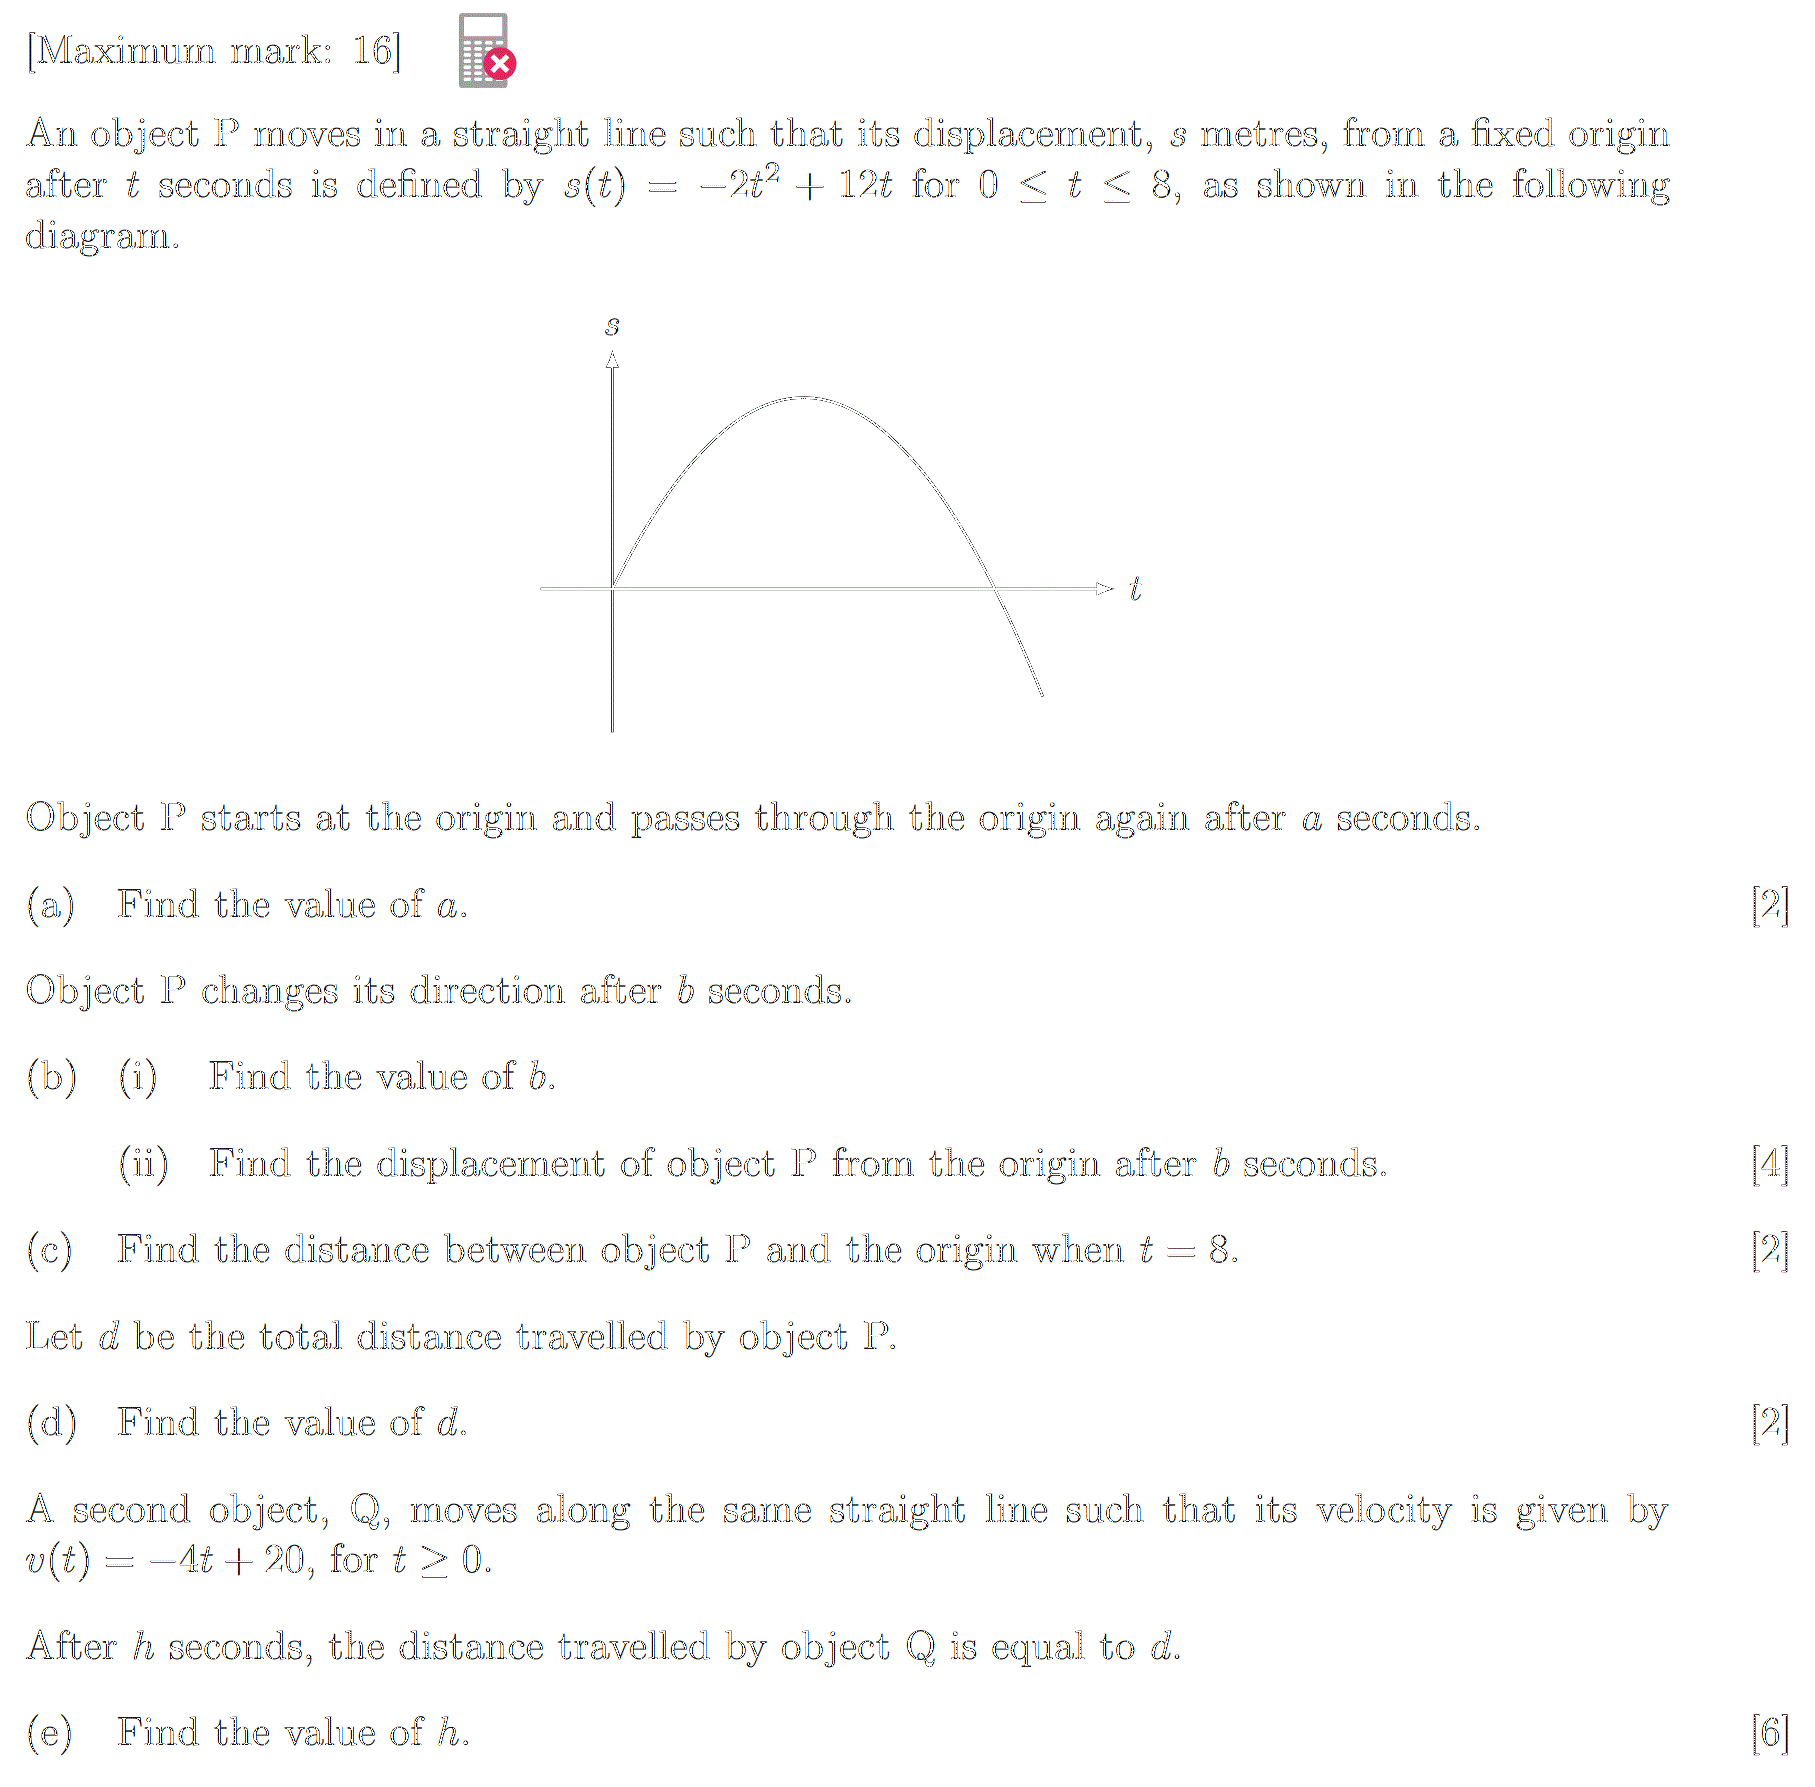 [Maximum mark: 16]
An object P moves in a straight line such that its displacement, s metres, from a fixed origin
after t seconds is defined by s(t) = −2t² + 12t for 0 ≤ t ≤ 8, as shown in the following
diagram.
s
t
Object P starts at the origin and passes through the origin again after a seconds.
(a) Find the value of a. [2]
Object P changes its direction after b seconds.
(b) (i) Find the value of b.
(ii) Find the displacement of object P from the origin after b seconds. [4]
(c) Find the distance between object P and the origin when t = 8. [2]
Let d be the total distance travelled by object P.
(d) Find the value of d. [2]
A second object, Q, moves along the same straight line such that its velocity is given by
v(t) = −4t + 20, for t ≥ 0.
After h seconds, the distance travelled by object Q is equal to d.
(e) Find the value of h. [6]